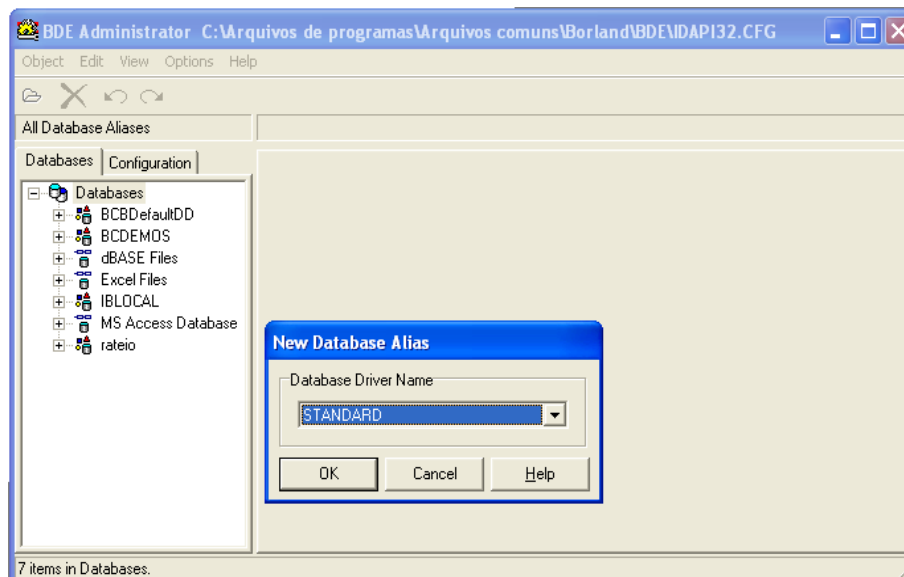 BDE Administrator C:\Arquivos de programas\Arquivos comuns\Borland\BDE\IDAPI32.CFG
Object Edit View Options Help
All Database Aliases
Databases Configuration
Databases
BCBDefaultDD
BCDEMOS
dBASE Files
Excel Files
IBLOCAL
MS Access Database
rateio
New Database Alias
Database Driver Name
STANDARD
OK Cancel Help
7 items in Databases.